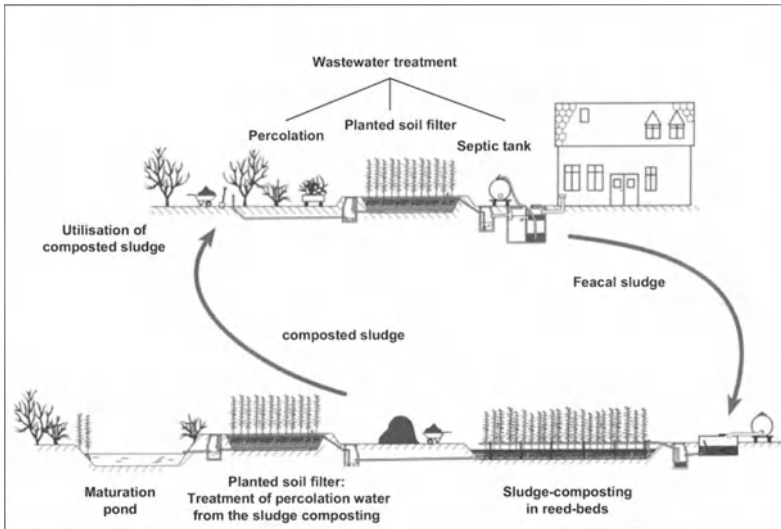 Wastewater treatment
Percolation
Planted soil filter
Septic tank
Utilisation of
composted sludge
Feacal sludge
composted sludge
Maturation
pond
Planted soil filter:
Treatment of percolation water
from the sludge composting
Sludge-composting
in reed-beds